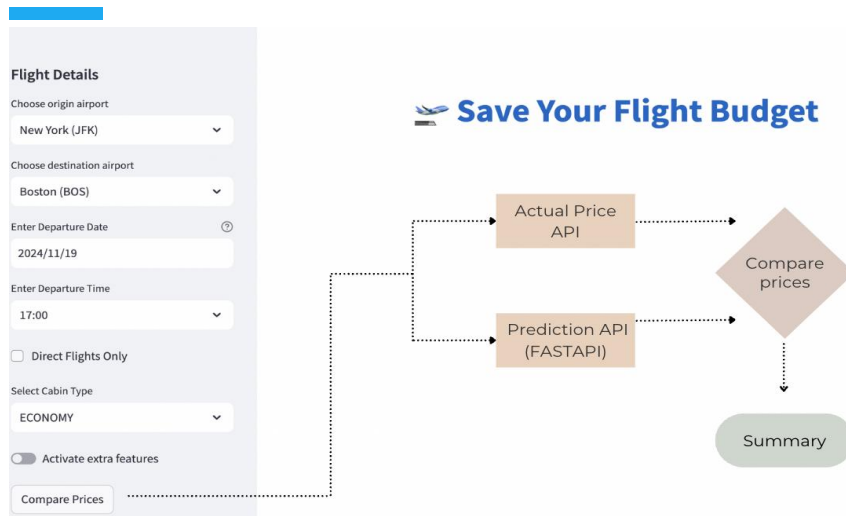 Flight Details
Choose origin airport
New York (JFK)
Choose destination airport
Boston (BOS)
Enter Departure Date
2024/11/19
Enter Departure Time
17:00
Direct Flights Only
Select Cabin Type
ECONOMY
Activate extra features
Compare Prices
Save Your Flight Budget
Actual Price
API
Prediction API
(FASTAPI)
Compare
prices
Summary